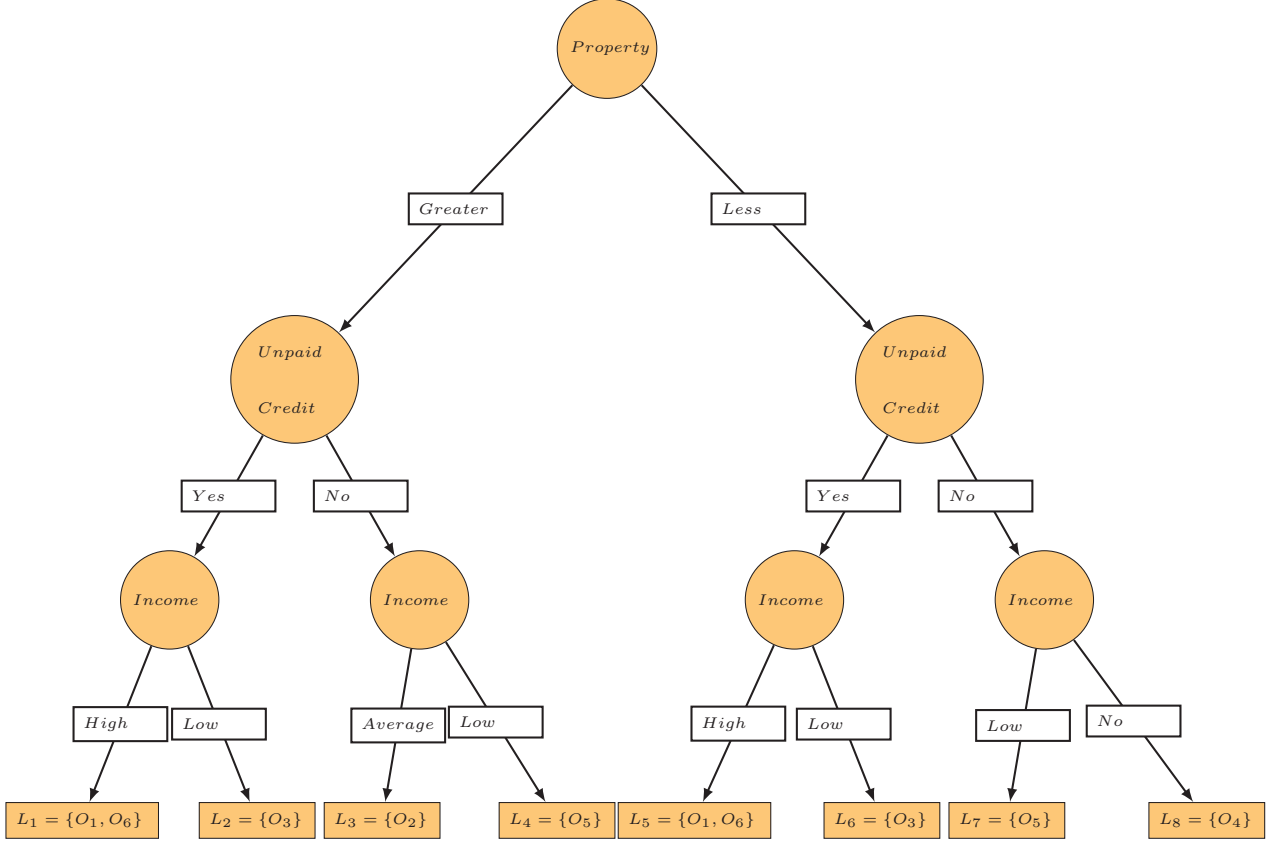 Property
Greater
Less
Unpaid
Credit
Unpaid
Credit
Yes
No
Yes
No
Income
Income
Income
Income
High
Low
Average
Low
High
Low
Low
No
L₁ = {O₁, O₆}
L₂ = {O₃}
L₃ = {O₂}
L₄ = {O₅}
L₅ = {O₁, O₆}
L₆ = {O₃}
L₇ = {O₅}
L₈ = {O₄}